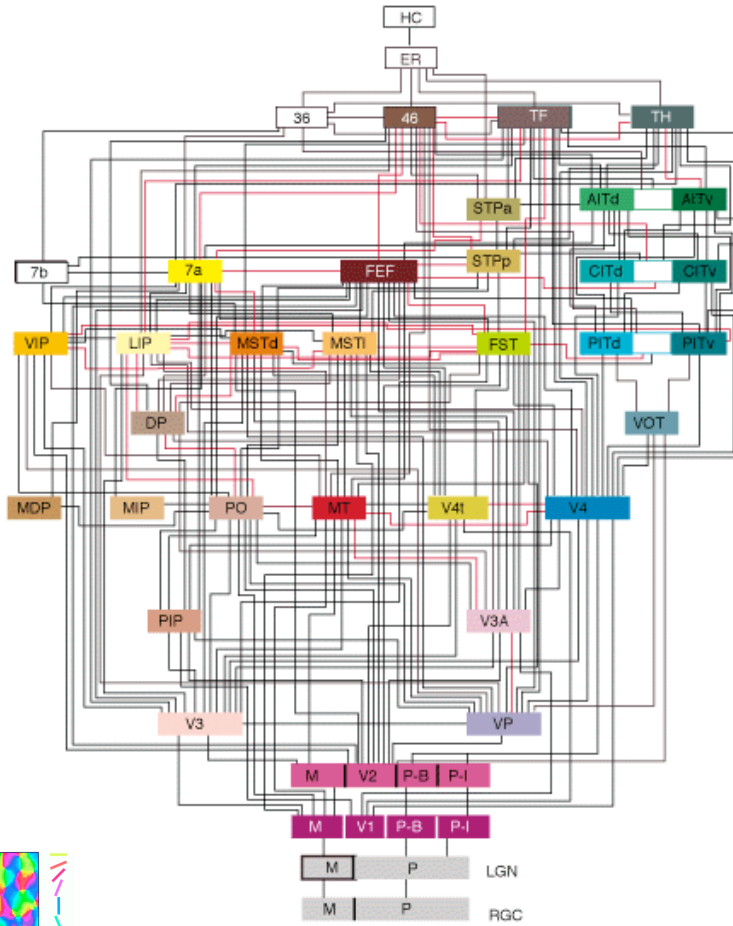 HC
ER
36 46 TF TH
STPa AITd AITv
7b 7a FEF STPp CITd CITv
VIP LIP MSTd MSTl FST PITd PITv
DP VOT
MDP MIP PO MT V4t V4
PIP V3A
V3 VP
M V2 P-B P-I
M V1 P-B P-I
M P LGN
M P RGC